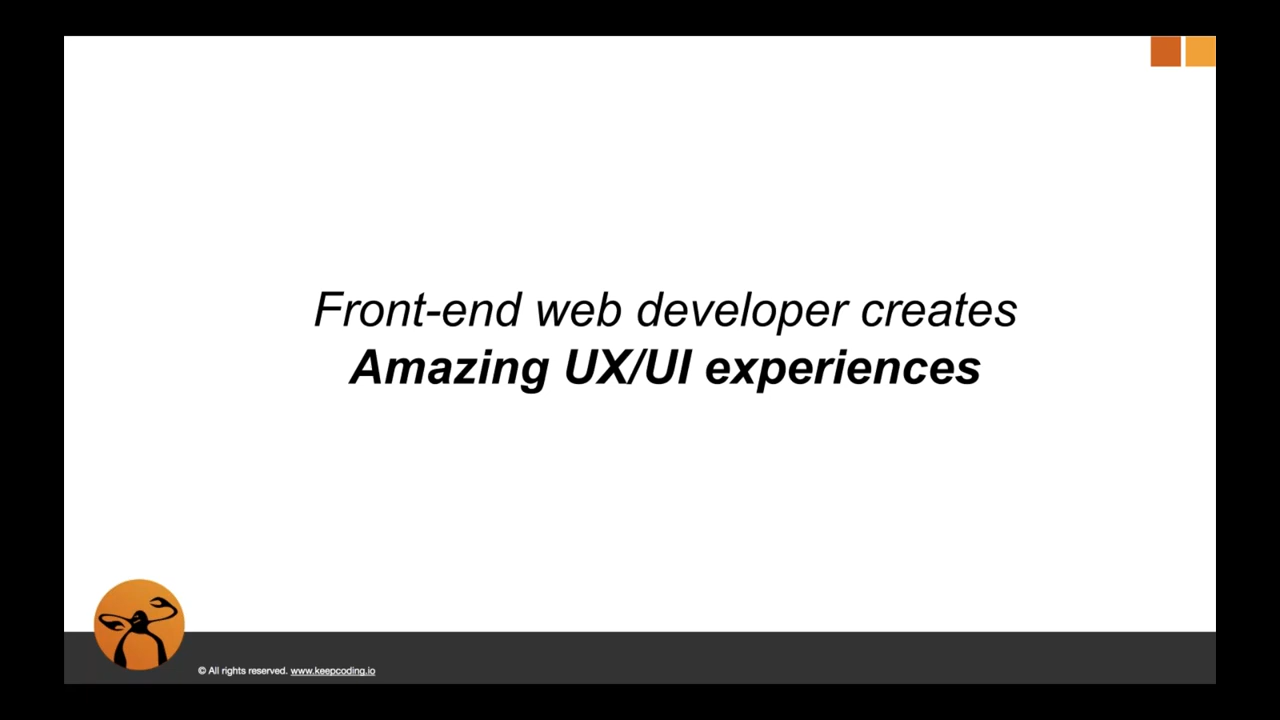 Front-end web developer creates
Amazing UX/UI experiences
© All rights reserved. www.keepcoding.io